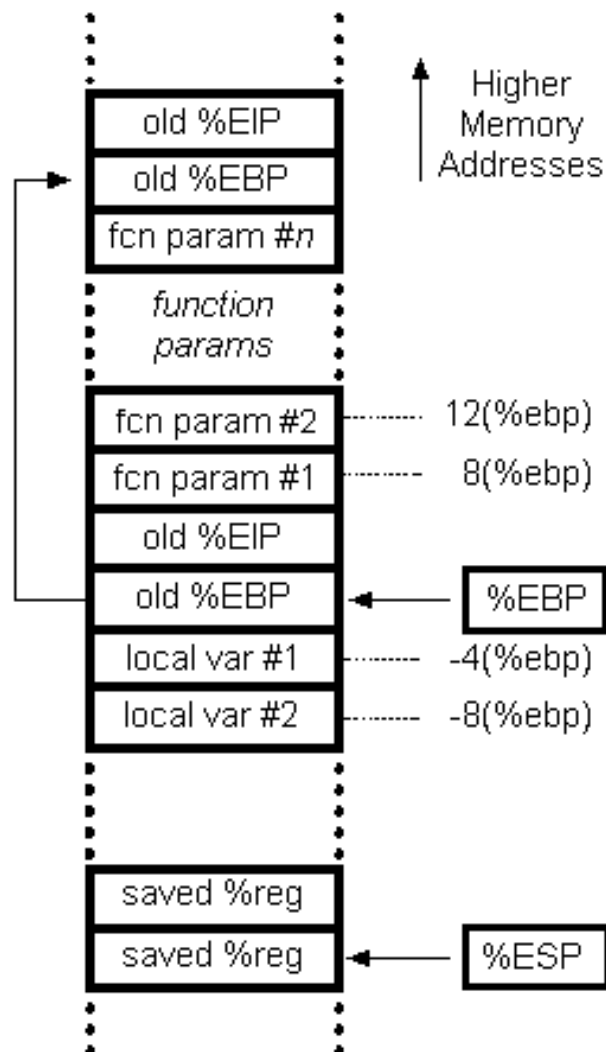 Higher
Memory
Addresses
old %EIP
old %EBP
fcn param #n
function
params
fcn param #2
12(%ebp)
fcn param #1
8(%ebp)
old %EIP
old %EBP
%EBP
local var #1
-4(%ebp)
local var #2
-8(%ebp)
saved %reg
saved %reg
%ESP